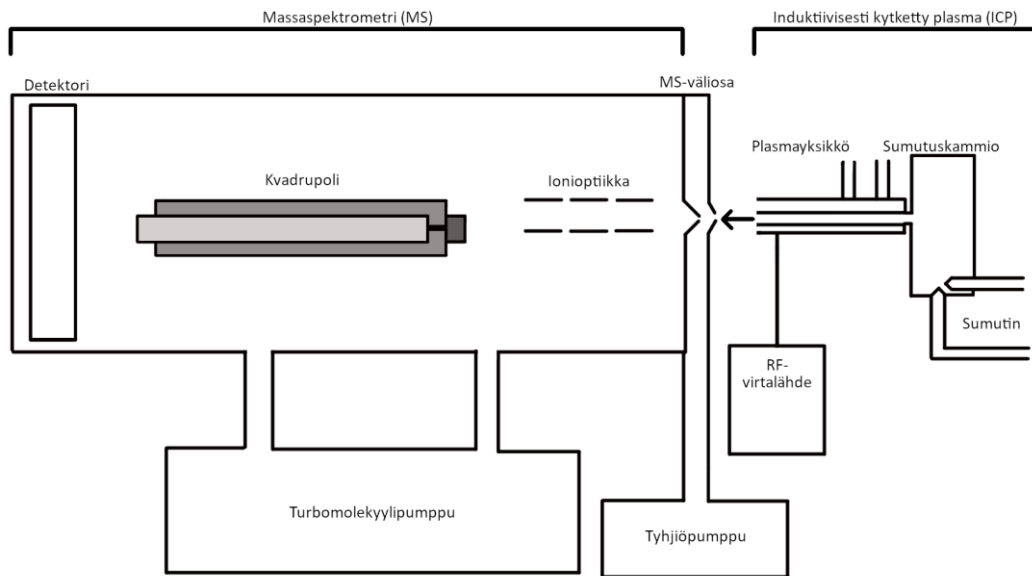 Massaspektrometri (MS)
Induktiivisesti kytketty plasma (ICP)
Detektori
MS-väliosa
Plasmayksikkö
Sumutuskammio
Kvadrupoli
Ionioptiikka
Sumutin
RF-
virtalähde
Turbomolekyylipumppu
Tyhjiöpumppu